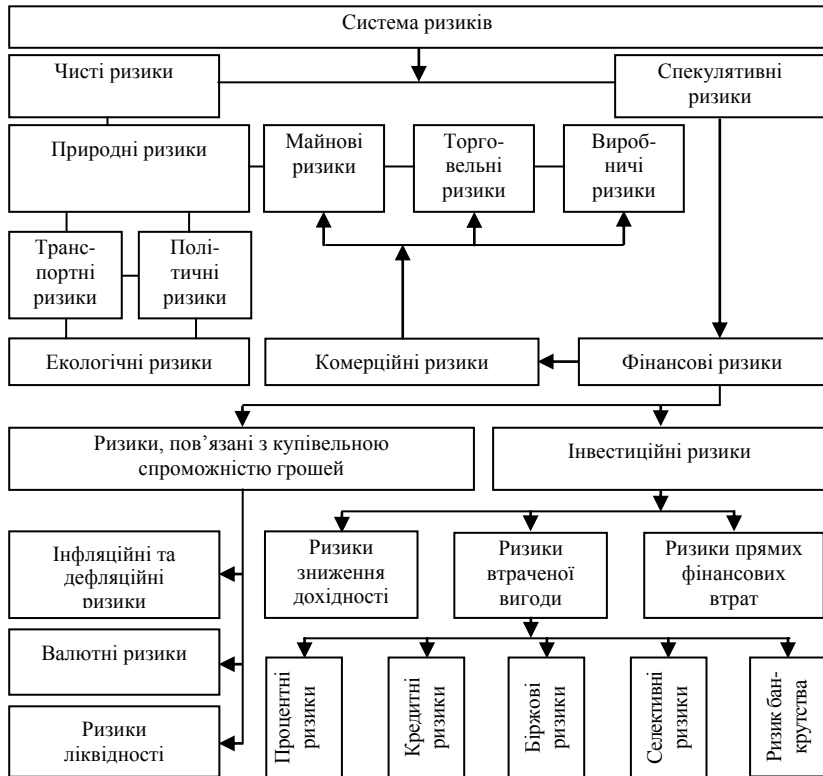 Система ризиків
Чисті ризики
Спекулятивні
ризики
Природні ризики
Майнові
ризики
Торго-
вельні
ризики
Вироб-
ничі
ризики
Транс-
портні
ризики
Полі-
тичні
ризики
Екологічні ризики
Комерційні ризики
Фінансові ризики
Ризики, пов’язані з купівельною
спроможністю грошей
Інвестиційні ризики
Інфляційні та
дефляційні
ризики
Ризики
зниження
дохідності
Ризики
втраченої
вигоди
Ризики прямих
фінансових
втрат
Валютні ризики
Ризики
ліквідності
Процентні
ризики
Кредитні
ризики
Біржові
ризики
Селективні
ризики
Ризик бан-
крутства